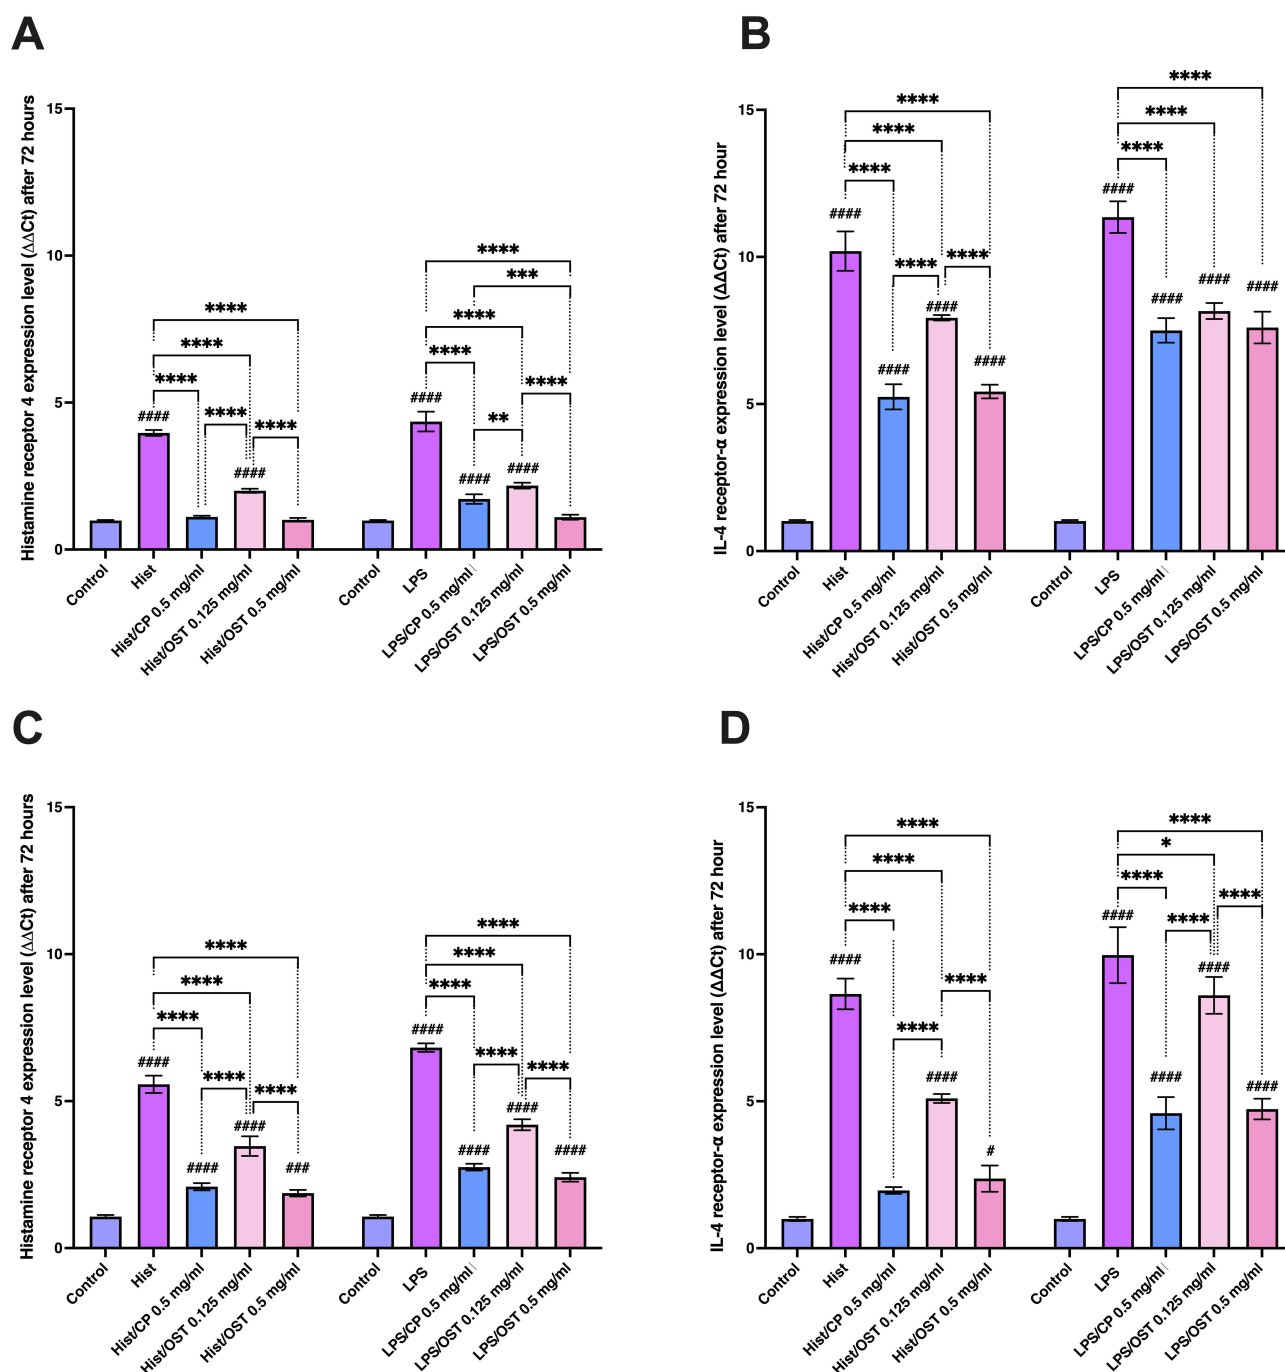 A
Histamine receptor 4 expression level (ΔΔCt) after 72 hours
15
10
5
0
####
****
****
****
****
****
####
####
****
****
****
***
**
****
####
####
Control
Hist
Hist/CP 0.5 mg/ml
Hist/OST 0.125 mg/ml
Hist/OST 0.5 mg/ml
Control
LPS
LPS/CP 0.5 mg/ml
LPS/OST 0.125 mg/ml
LPS/OST 0.5 mg/ml
B
IL-4 receptor-α expression level (ΔΔCt) after 72 hour
15
10
5
0
****
****
****
####
****
****
####
####
####
****
****
****
####
####
####
####
Control
Hist
Hist/CP 0.5 mg/ml
Hist/OST 0.125 mg/ml
Hist/OST 0.5 mg/ml
Control
LPS
LPS/CP 0.5 mg/ml
LPS/OST 0.125 mg/ml
LPS/OST 0.5 mg/ml
C
Histamine receptor 4 expression level (ΔΔCt) after 72 hours
15
10
5
0
****
****
****
####
****
****
####
####
###
****
****
****
####
****
****
####
####
####
Control
Hist
Hist/CP 0.5 mg/ml
Hist/OST 0.125 mg/ml
Hist/OST 0.5 mg/ml
Control
LPS
LPS/CP 0.5 mg/ml
LPS/OST 0.125 mg/ml
LPS/OST 0.5 mg/ml
D
IL-4 receptor-α expression level (ΔΔCt) after 72 hour
15
10
5
0
****
****
****
####
****
****
####
#
****
*
****
####
****
****
####
####
####
Control
Hist
Hist/CP 0.5 mg/ml
Hist/OST 0.125 mg/ml
Hist/OST 0.5 mg/ml
Control
LPS
LPS/CP 0.5 mg/ml
LPS/OST 0.125 mg/ml
LPS/OST 0.5 mg/ml